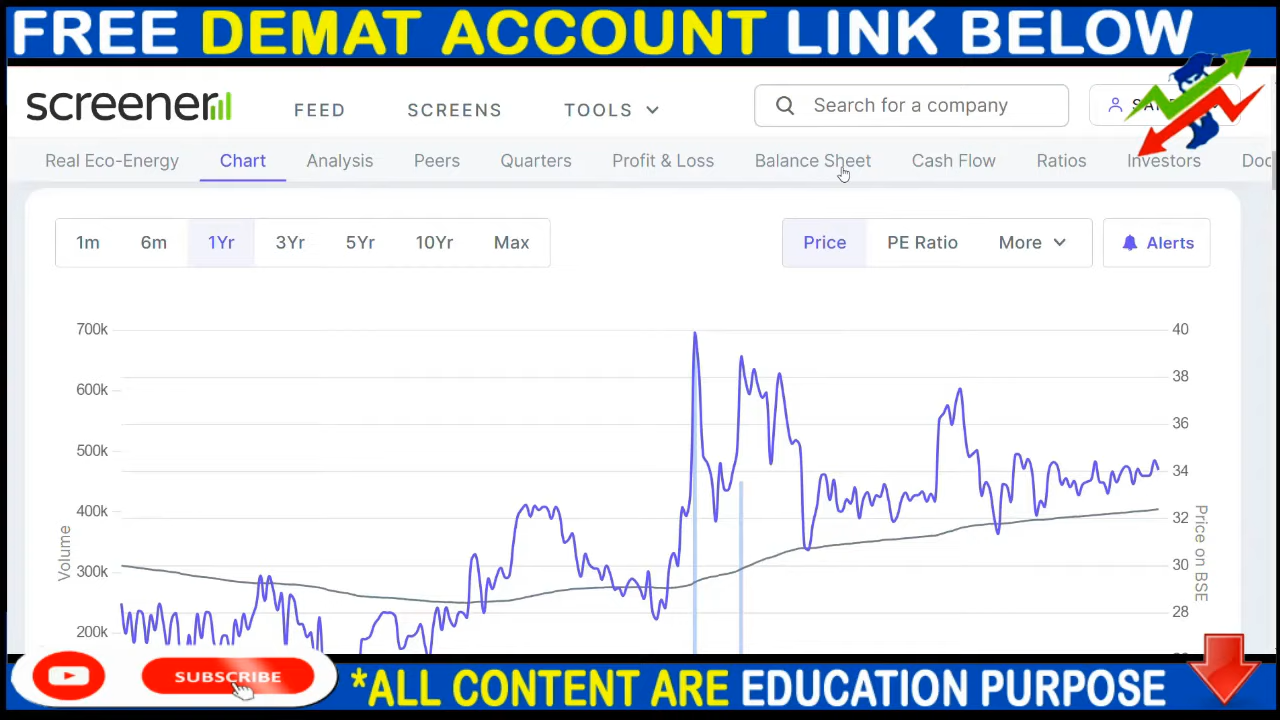 FREE DEMAT ACCOUNT LINK BELOW
screener
FEED
SCREENS
TOOLS
Search for a company
Real Eco-Energy
Chart
Analysis
Peers
Quarters
Profit & Loss
Balance Sheet
Cash Flow
Ratios
Investors
Doc
1m
6m
1Yr
3Yr
5Yr
10Yr
Max
Price
PE Ratio
More
Alerts
700k
600k
500k
400k
300k
200k
Volume
40
38
36
34
32
30
28
Price on BSE
SUBSCRIBE
*ALL CONTENT ARE EDUCATION PURPOSE